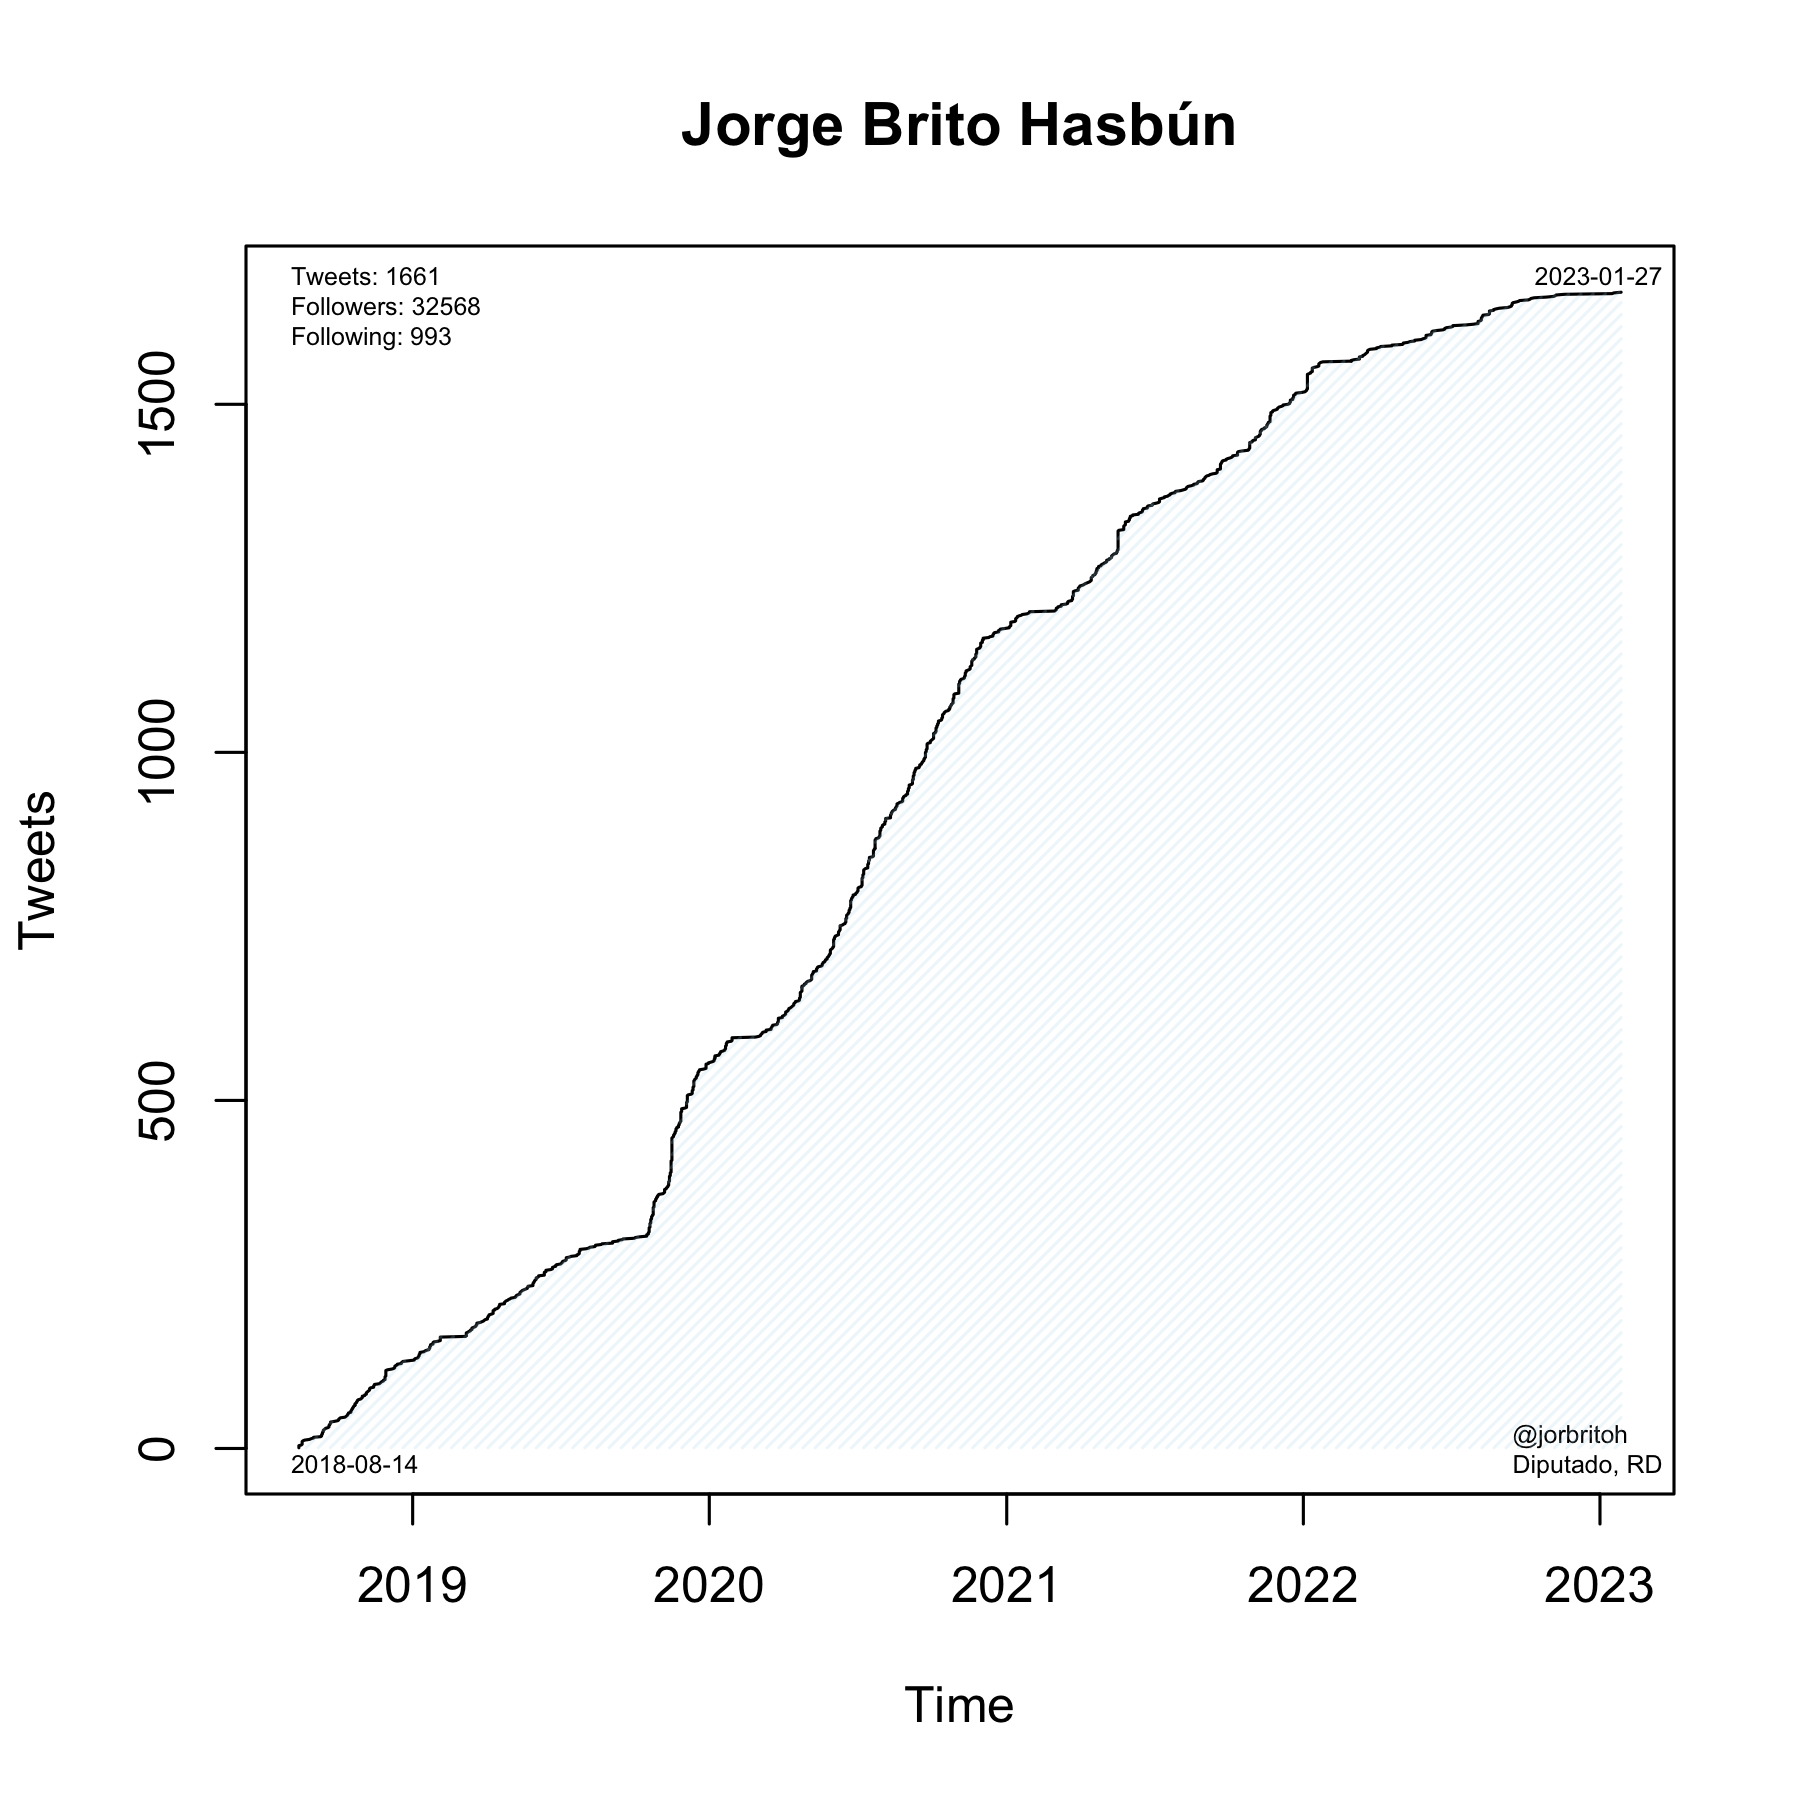 Jorge Brito Hasbún
Tweets: 1661
Followers: 32568
Following: 993
2023-01-27
1500
1000
500
0
Tweets
2018-08-14
@jorbritoh
Diputado, RD
2019
2020
2021
2022
2023
Time